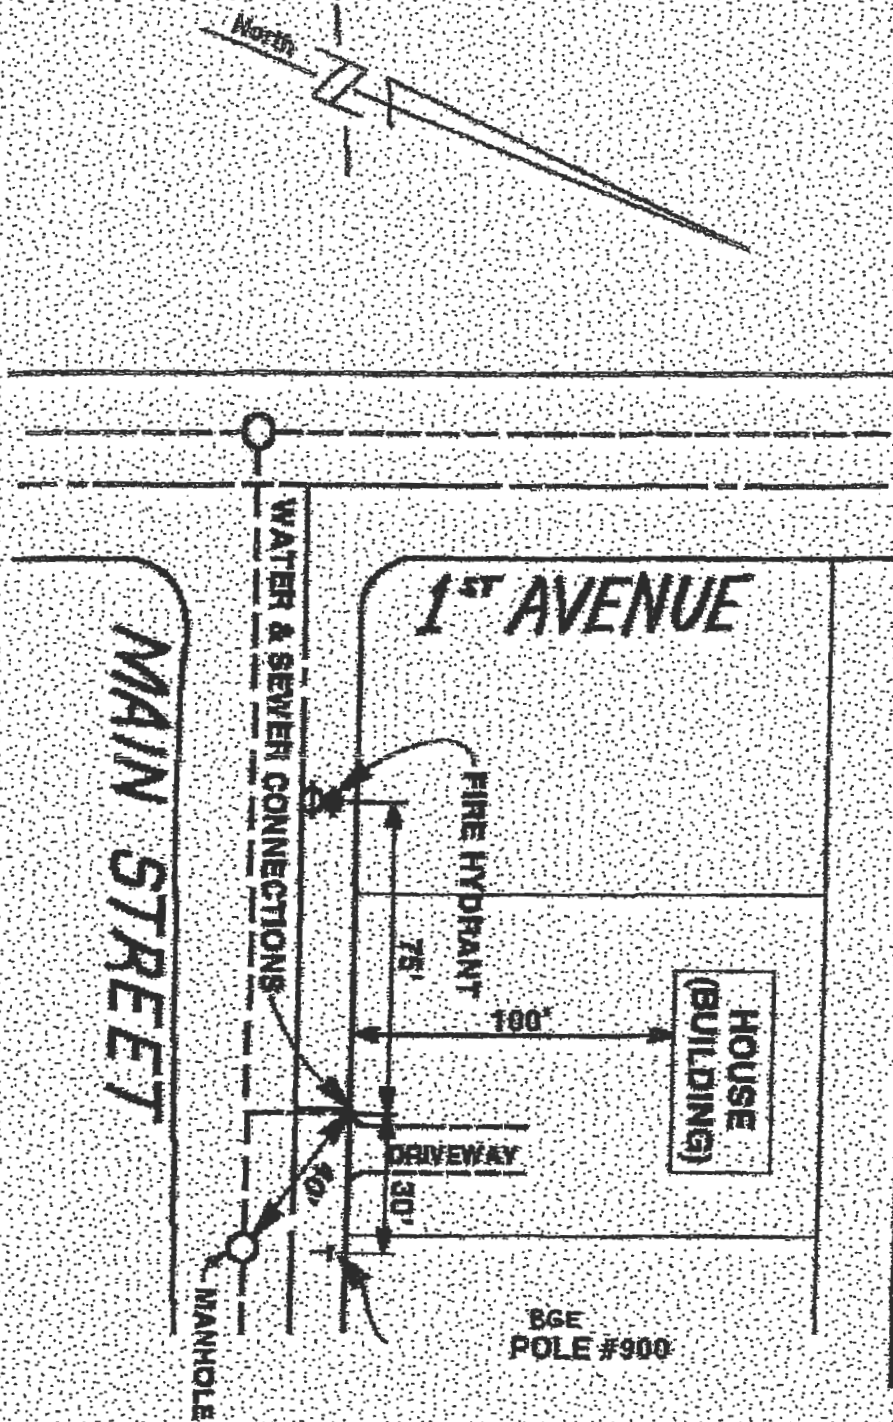 North
1ST AVENUE
MAIN STREET
WATER & SEWER CONNECTIONS
FIRE HYDRANT
75'
100'
HOUSE
(BUILDING)
DRIVEWAY
40'
30'
MANHOLE
BGE
POLE #900